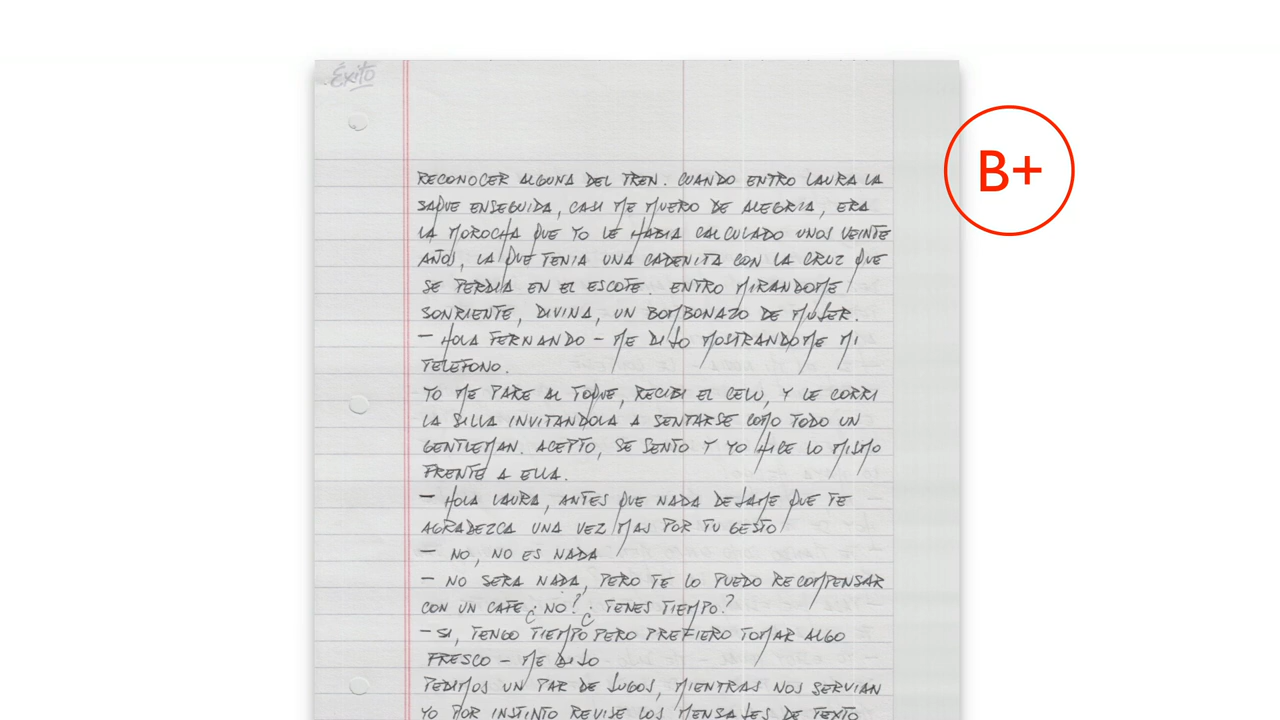 Éxito
B+
RECONOCER ALGUNA DEL TREN. CUANDO ENTRO LAURA LA
SAQUE ENSEGUIDA, CASI ME MUERO DE ALEGRIA, ERA
LA MOROCHA QUE YO LE HABIA CALCULADO UNOS VEINTE
AÑOS, LA QUE TENIA UNA CADENITA CON LA CRUZ QUE
SE PERDIA EN EL ESCOTE. ENTRO MIRANDOME
SONRIENTE, DIVINA, UN BOMBONAZO DE MUJER.
– HOLA FERNANDO – ME DIJO MOSTRANDOME MI
TELEFONO.
YO ME PARE AL TOQUE, RECIBI EL CELU, Y LE CORRI
LA SILLA INVITANDOLA A SENTARSE COMO TODO UN
GENTLEMAN. ACEPTO, SE SENTO Y YO HICE LO MISMO
FRENTE A ELLA.
– HOLA LAURA, ANTES QUE NADA DEJAME QUE TE
AGRADEZCA UNA VEZ MAS POR TU GESTO
– NO, NO ES NADA
– NO SERA NADA, PERO TE LO PUEDO RECOMPENSAR
CON UN CAFE ¿NO? ¿TENES TIEMPO?
– SI, TENGO TIEMPO PERO PREFIERO TOMAR ALGO
FRESCO – ME DIJO
PEDIMOS UN PAR DE JUGOS, MIENTRAS NOS SERVIAN
YO POR INSTINTO REVISE LOS MENSAJES DE TEXTO